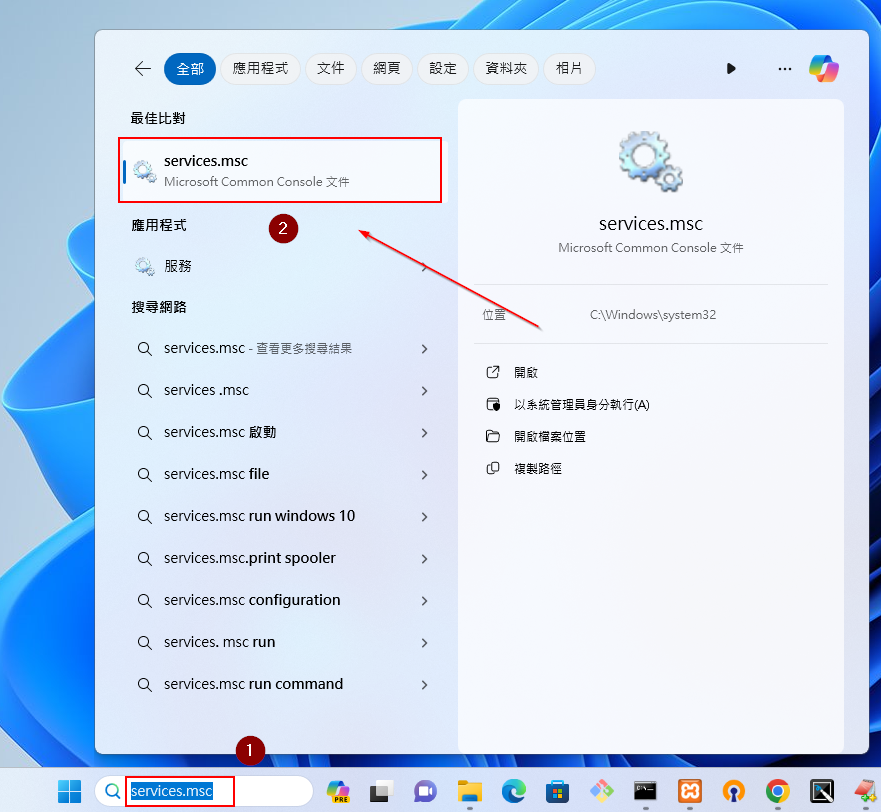 全部 應用程式 文件 網頁 設定 資料夾 相片
最佳比對
services.msc
Microsoft Common Console 文件
應用程式
2
服務
搜尋網路
services.msc - 查看更多搜尋結果
services .msc
services.msc 啟動
services.msc file
services.msc run windows 10
services.msc.print spooler
services.msc configuration
services. msc run
services.msc run command
services.msc
Microsoft Common Console 文件
位置 C:\Windows\system32
開啟
以系統管理員身分執行(A)
開啟檔案位置
複製路徑
1
services.msc
PRE